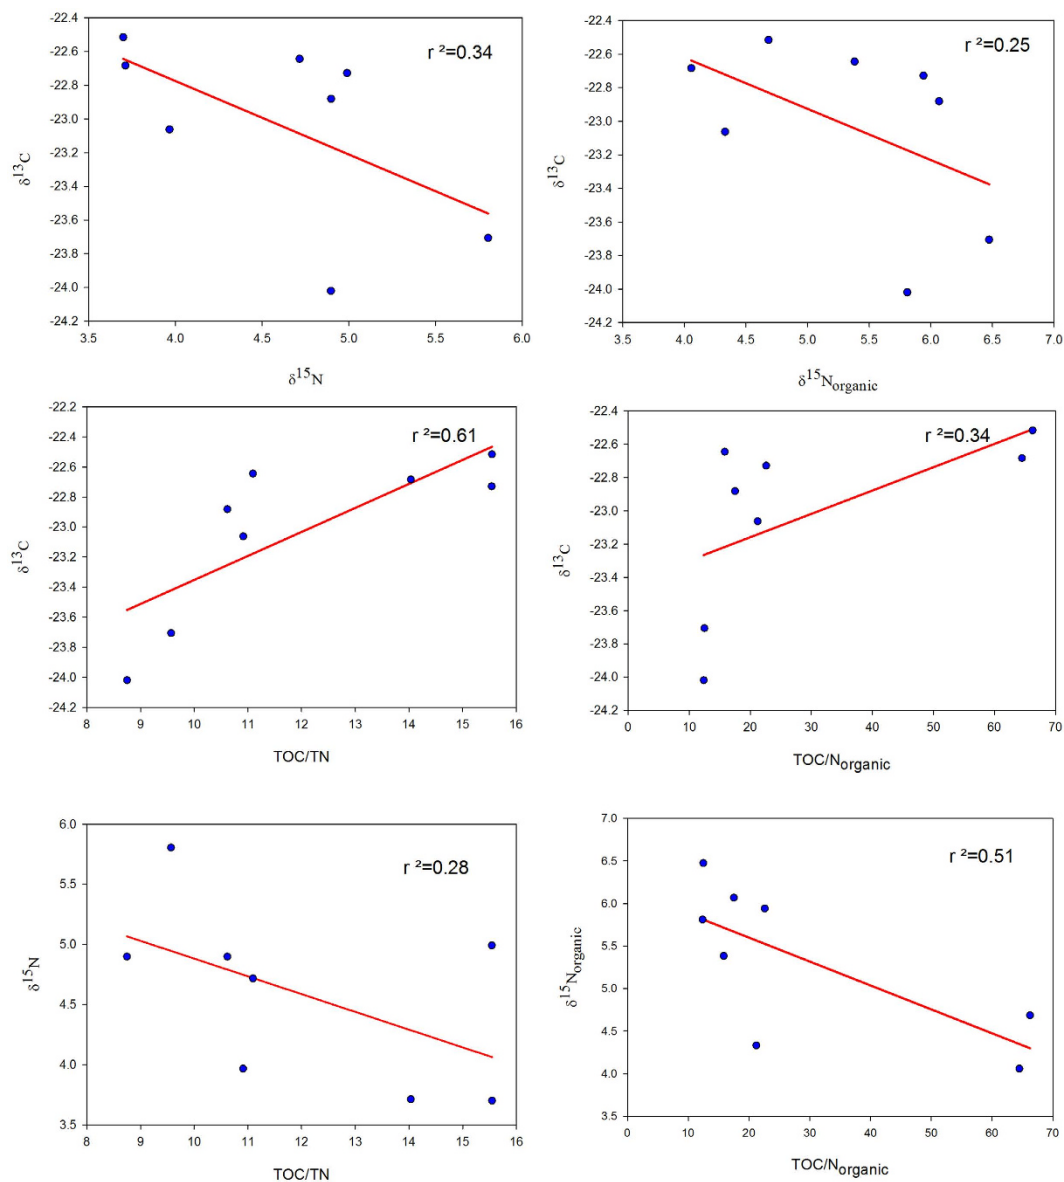 r ²=0.34
δ13C
-22.4
-22.6
-22.8
-23.0
-23.2
-23.4
-23.6
-23.8
-24.0
-24.2
3.5 4.0 4.5 5.0 5.5 6.0
δ15N
r ²=0.25
δ13C
-22.4
-22.6
-22.8
-23.0
-23.2
-23.4
-23.6
-23.8
-24.0
-24.2
3.5 4.0 4.5 5.0 5.5 6.0 6.5 7.0
δ15Norganic
r ²=0.61
δ13C
-22.2
-22.4
-22.6
-22.8
-23.0
-23.2
-23.4
-23.6
-23.8
-24.0
-24.2
8 9 10 11 12 13 14 15 16
TOC/TN
r ²=0.34
δ13C
-22.4
-22.6
-22.8
-23.0
-23.2
-23.4
-23.6
-23.8
-24.0
-24.2
0 10 20 30 40 50 60 70
TOC/Norganic
r ²=0.28
δ15N
6.0
5.5
5.0
4.5
4.0
3.5
8 9 10 11 12 13 14 15 16
TOC/TN
r ²=0.51
δ15Norganic
7.0
6.5
6.0
5.5
5.0
4.5
4.0
3.5
0 10 20 30 40 50 60 70
TOC/Norganic